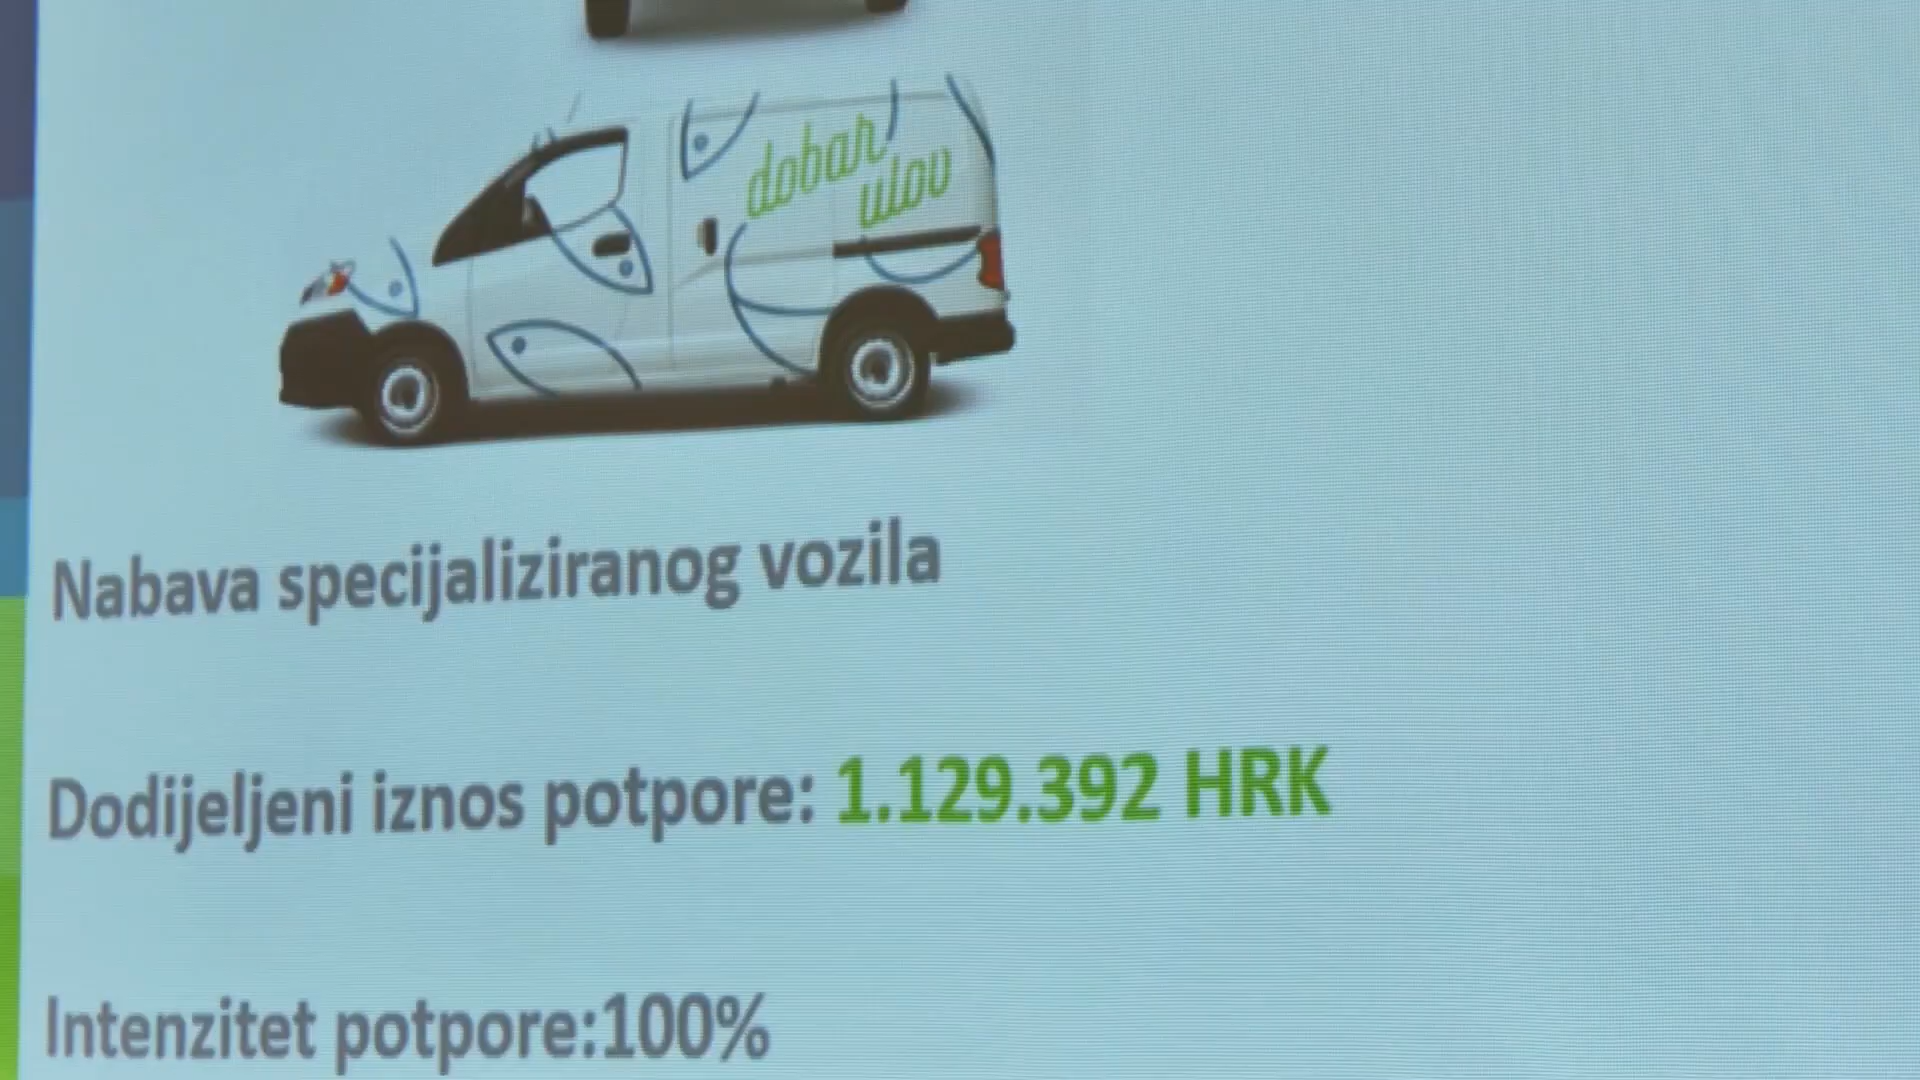 dobar
ulov
Nabava specijaliziranog vozila
Dodijeljeni iznos potpore: 1.129.392 HRK
Intenzitet potpore:100%